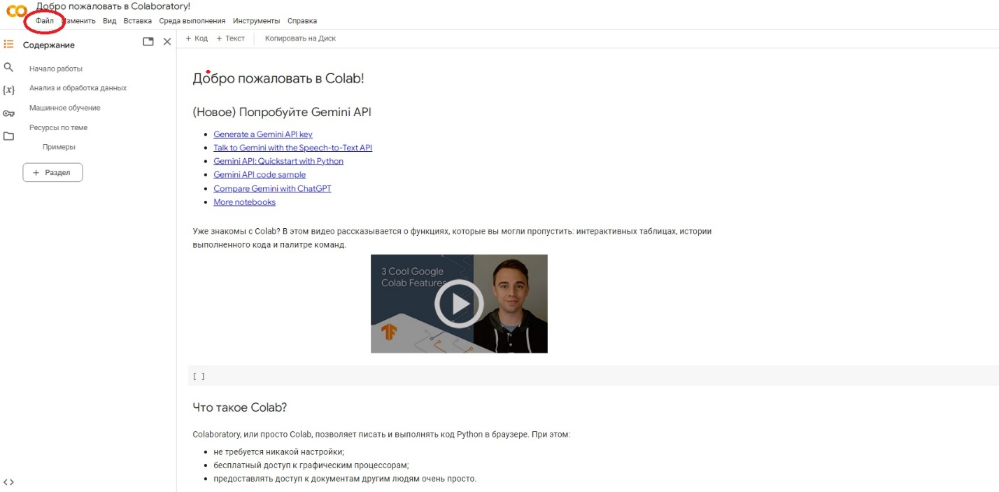 Добро пожаловать в Colaboratory!
Файл Изменить Вид Вставка Среда выполнения Инструменты Справка
Содержание
Начало работы
Анализ и обработка данных
Машинное обучение
Ресурсы по теме
Примеры
+ Раздел
+ Код + Текст Копировать на Диск
Добро пожаловать в Colab!
(Новое) Попробуйте Gemini API
• Generate a Gemini API key
• Talk to Gemini with the Speech-to-Text API
• Gemini API: Quickstart with Python
• Gemini API code sample
• Compare Gemini with ChatGPT
• More notebooks
Уже знакомы с Colab? В этом видео рассказывается о функциях, которые вы могли пропустить: интерактивных таблицах, истории
выполненного кода и палитре команд.
3 Cool Google
Colab Features
[ ]
Что такое Colab?
Colaboratory, или просто Colab, позволяет писать и выполнять код Python в браузере. При этом:
• не требуется никакой настройки;
• бесплатный доступ к графическим процессорам;
• предоставлять доступ к документам другим людям очень просто.